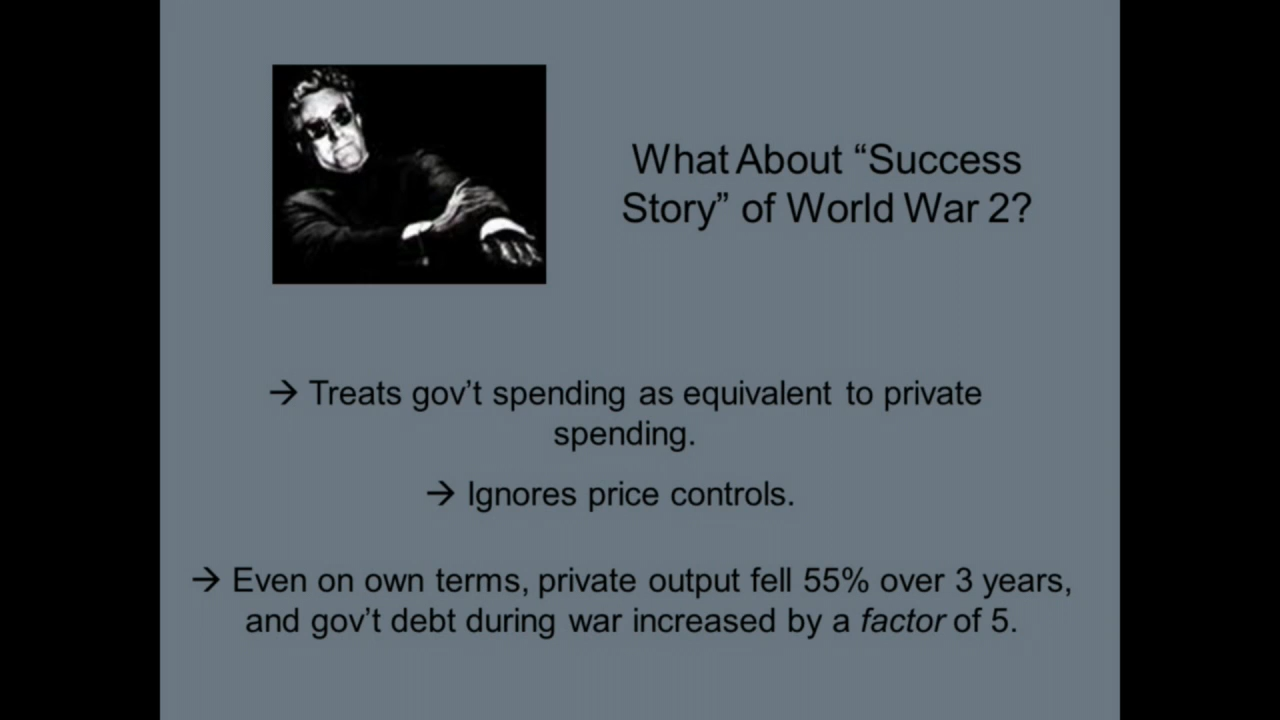 What About “Success
Story” of World War 2?
→ Treats gov’t spending as equivalent to private
spending.
→ Ignores price controls.
→ Even on own terms, private output fell 55% over 3 years,
and gov’t debt during war increased by a factor of 5.